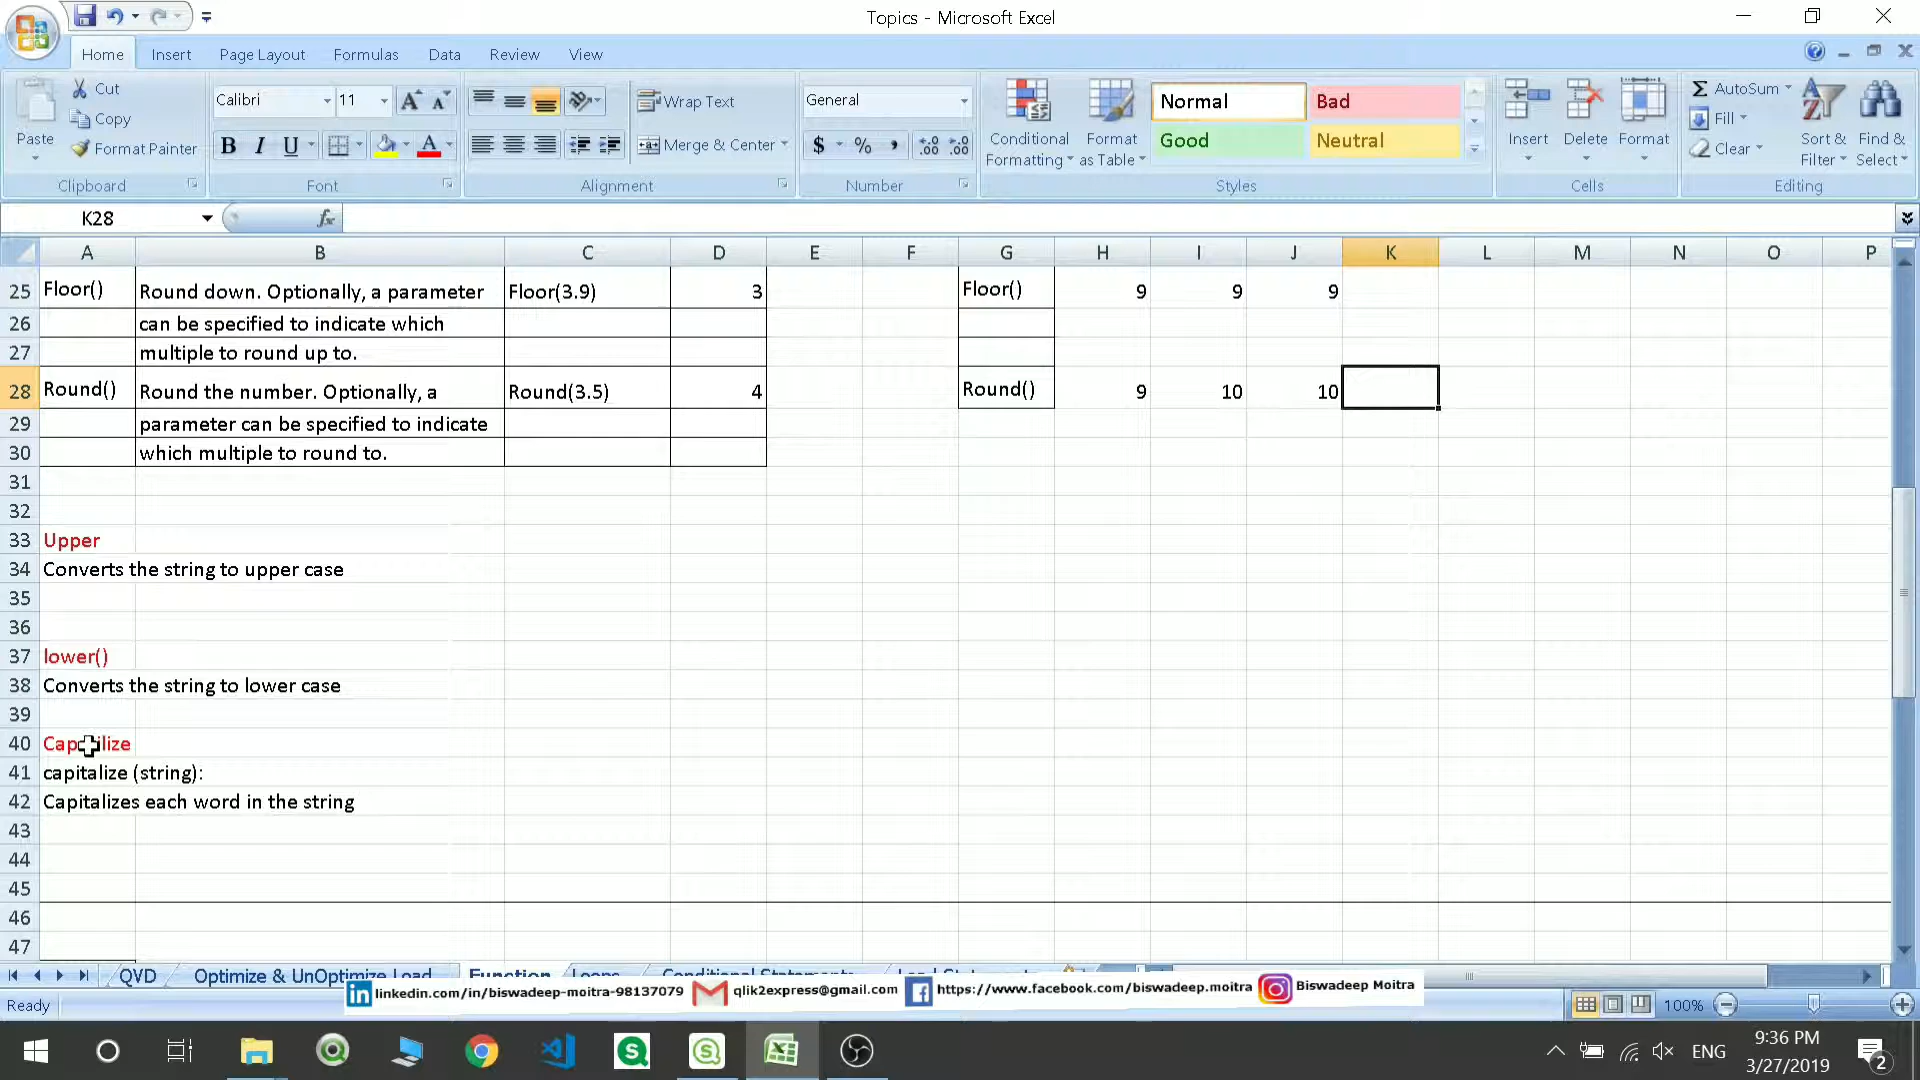 Topics - Microsoft Excel
Home Insert Page Layout Formulas Data Review View
Paste
Cut
Copy
Format Painter
Clipboard
Calibri 11
B I U
Font
Wrap Text
Merge & Center
Alignment
General
$ %
Number
Conditional Formatting
Format as Table
Normal Bad
Good Neutral
Styles
Insert Delete Format
Cells
AutoSum
Fill
Clear
Sort & Filter
Find & Select
Editing
K28 fx
A B C D E F G H I J K L M N O P
25 Floor() Round down. Optionally, a parameter Floor(3.9) 3 Floor() 9 9 9
26 can be specified to indicate which
27 multiple to round up to.
28 Round() Round the number. Optionally, a Round(3.5) 4 Round() 9 10 10
29 parameter can be specified to indicate
30 which multiple to round to.
31
32
33 Upper
34 Converts the string to upper case
35
36
37 lower()
38 Converts the string to lower case
39
40
41 capitalize (string):
42 Capitalizes each word in the string
43
44
45
46
47
QVD Optimize & UnOptimize Load Function Loops Conditional Statements
linkedin.com/in/biswadeep-moitra-98137079 qlik2express@gmail.com https://www.facebook.com/biswadeep.moitra Biswadeep Moitra
Ready 100%
ENG
9:36 PM
3/27/2019
2